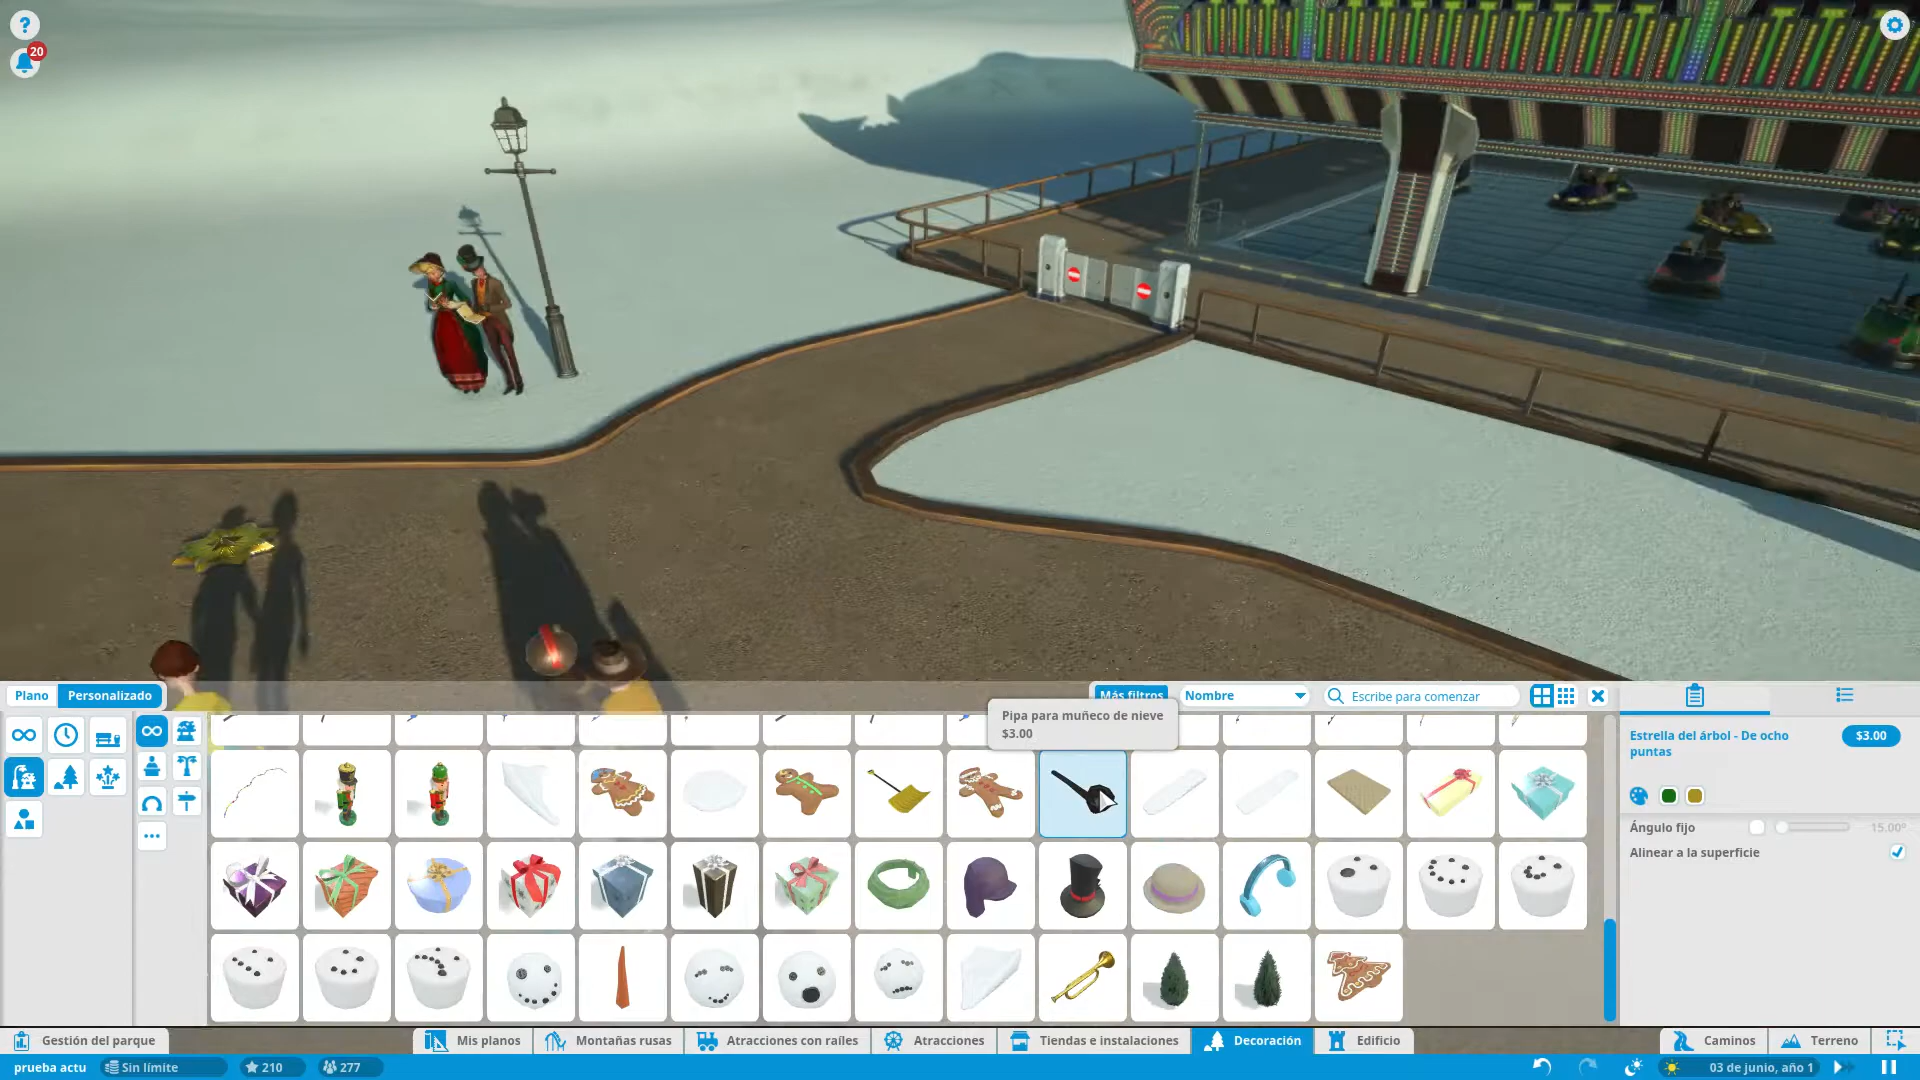 ?
20
Plano
Personalizado
Más filtros
Nombre
Escribe para comenzar
Pipa para muñeco de nieve
$3.00
Estrella del árbol - De ocho
puntas
$3.00
Ángulo fijo
15.00º
Alinear a la superficie
Gestión del parque
Mis planos
Montañas rusas
Atracciones con raíles
Atracciones
Tiendas e instalaciones
Decoración
Edificio
Caminos
Terreno
prueba actu
Sin límite
210
277
03 de junio, año 1